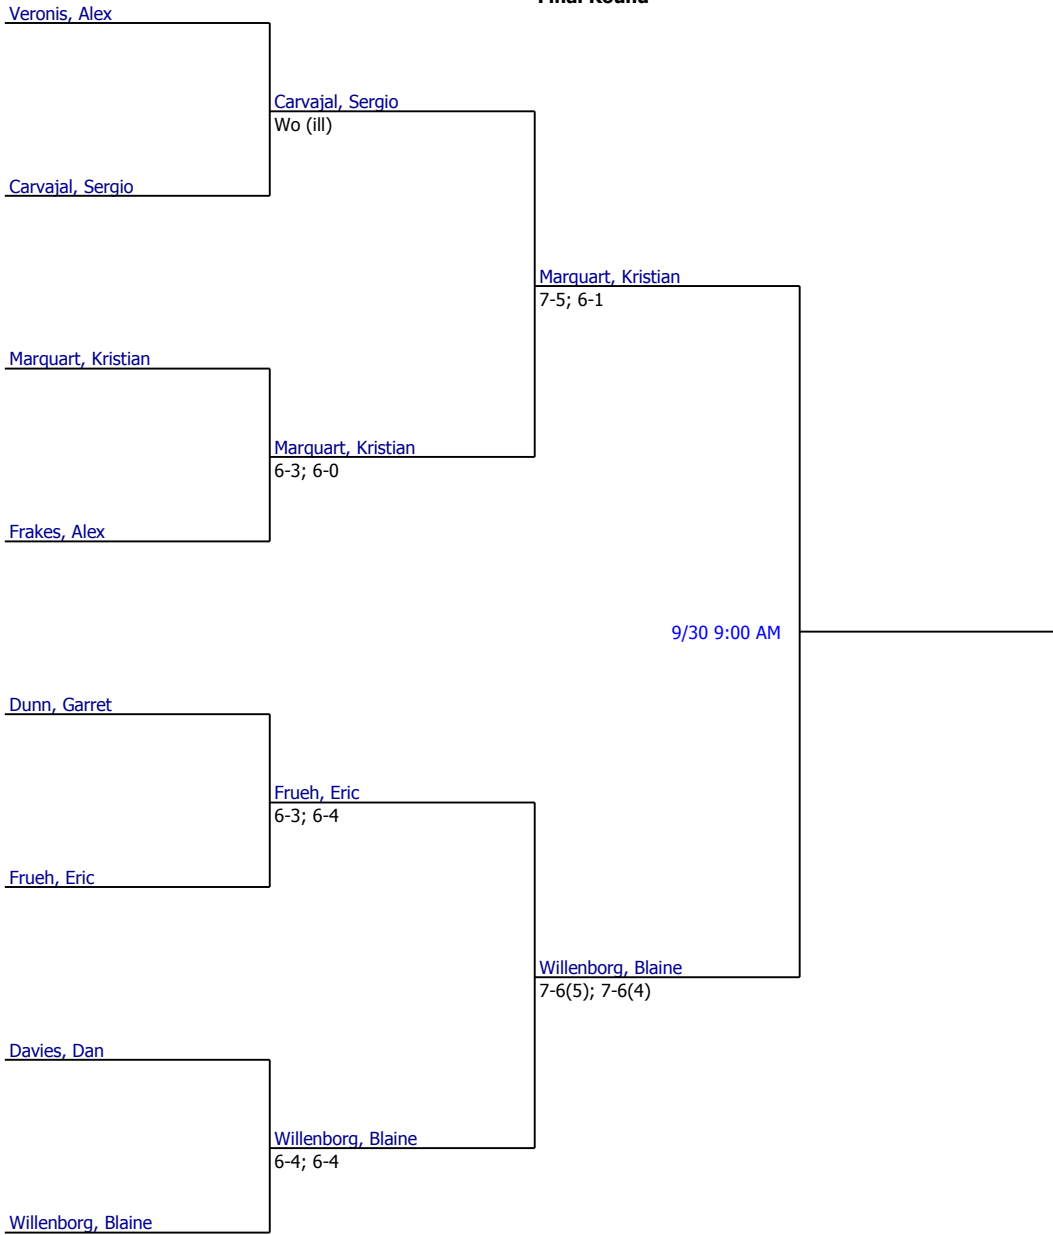 Final Round
Veronis, Alex
Carvajal, Sergio
Wo (ill)
Carvajal, Sergio
Marquart, Kristian
7-5; 6-1
Marquart, Kristian
Marquart, Kristian
6-3; 6-0
Frakes, Alex
9/30 9:00 AM
Dunn, Garret
Frueh, Eric
6-3; 6-4
Frueh, Eric
Willenborg, Blaine
7-6(5); 7-6(4)
Davies, Dan
Willenborg, Blaine
6-4; 6-4
Willenborg, Blaine